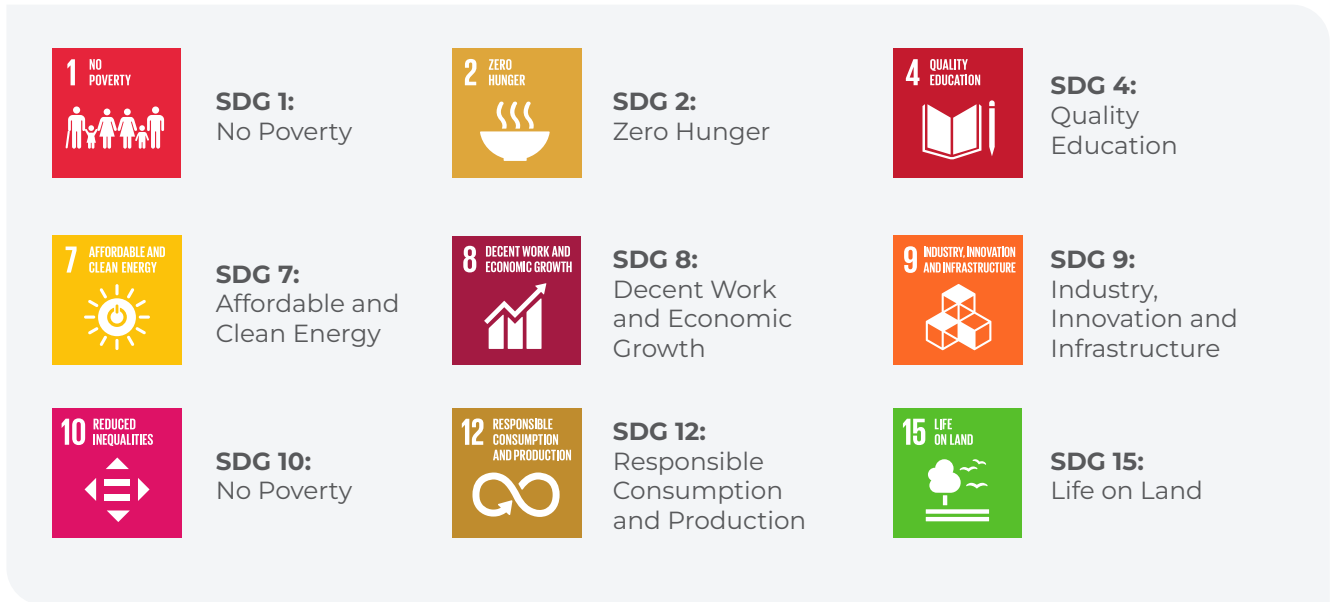 1 NO
POVERTY
SDG 1:
No Poverty
2 ZERO
HUNGER
SDG 2:
Zero Hunger
4 QUALITY
EDUCATION
SDG 4:
Quality
Education
7 AFFORDABLE AND
CLEAN ENERGY
SDG 7:
Affordable and
Clean Energy
8 DECENT WORK AND
ECONOMIC GROWTH
SDG 8:
Decent Work
and Economic
Growth
9 INDUSTRY, INNOVATION
AND INFRASTRUCTURE
SDG 9:
Industry,
Innovation and
Infrastructure
10 REDUCED
INEQUALITIES
SDG 10:
No Poverty
12 RESPONSIBLE
CONSUMPTION
AND PRODUCTION
SDG 12:
Responsible
Consumption
and Production
15 LIFE
ON LAND
SDG 15:
Life on Land